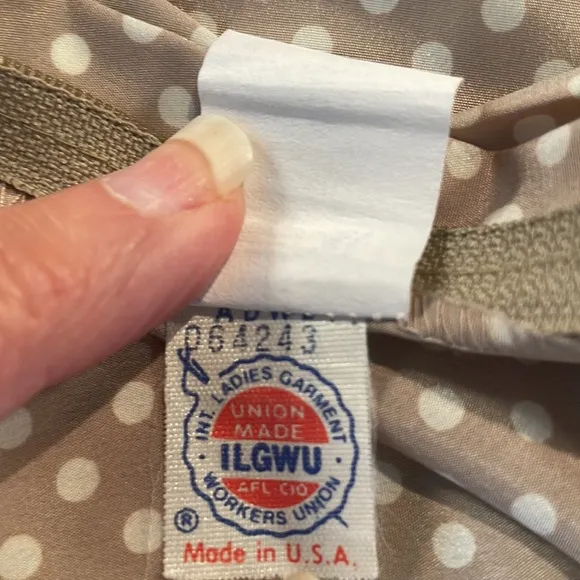 064243
INT. LADIES GARMENT
UNION
MADE
ILGWU
AFL-CIO
WORKERS UNION
®
Made in U.S.A.